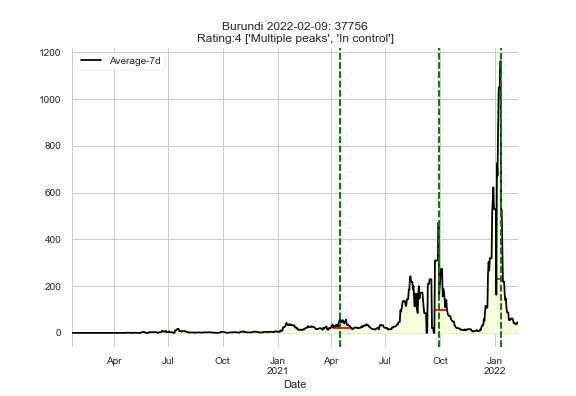 Burundi 2022-02-09: 37756
Rating:4 ['Multiple peaks', 'In control']
Average-7d
1200
1000
800
600
400
200
0
Apr
Jul
Oct
Jan
2021
Apr
Jul
Oct
Jan
2022
Date